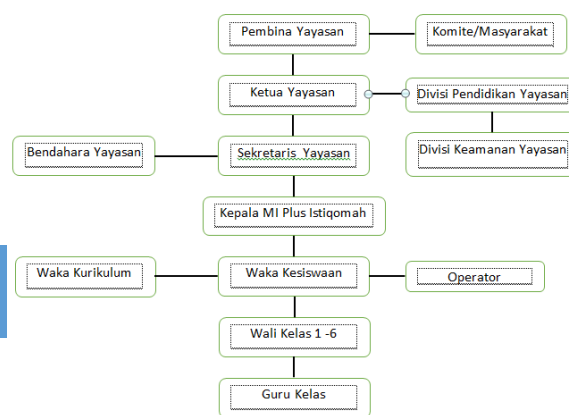 Pembina Yayasan
Komite/Masyarakat
Ketua Yayasan
Divisi Pendidikan Yayasan
Bendahara Yayasan
Sekretaris Yayasan
Divisi Keamanan Yayasan
Kepala MI Plus Istiqomah
Waka Kurikulum
Waka Kesiswaan
Operator
Wali Kelas 1 -6
Guru Kelas